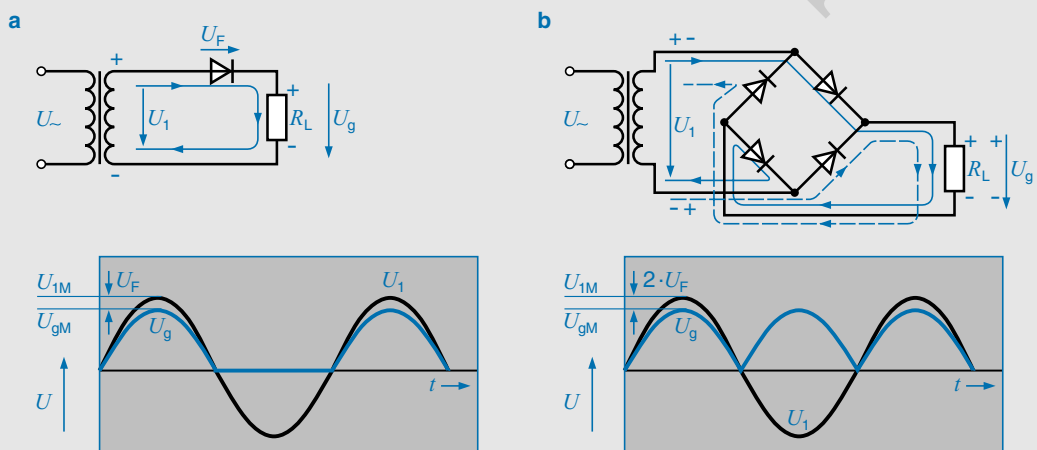 a
U_F
+
U~
U_1
+
R_L
-
U_g
-
U_1M
U_F
U_1
U_gM
U_g
U
t
b
+ -
U~
U_1
+ +
R_L
U_g
- -
- +
U_1M
2·U_F
U_gM
U_g
U
t
U_1